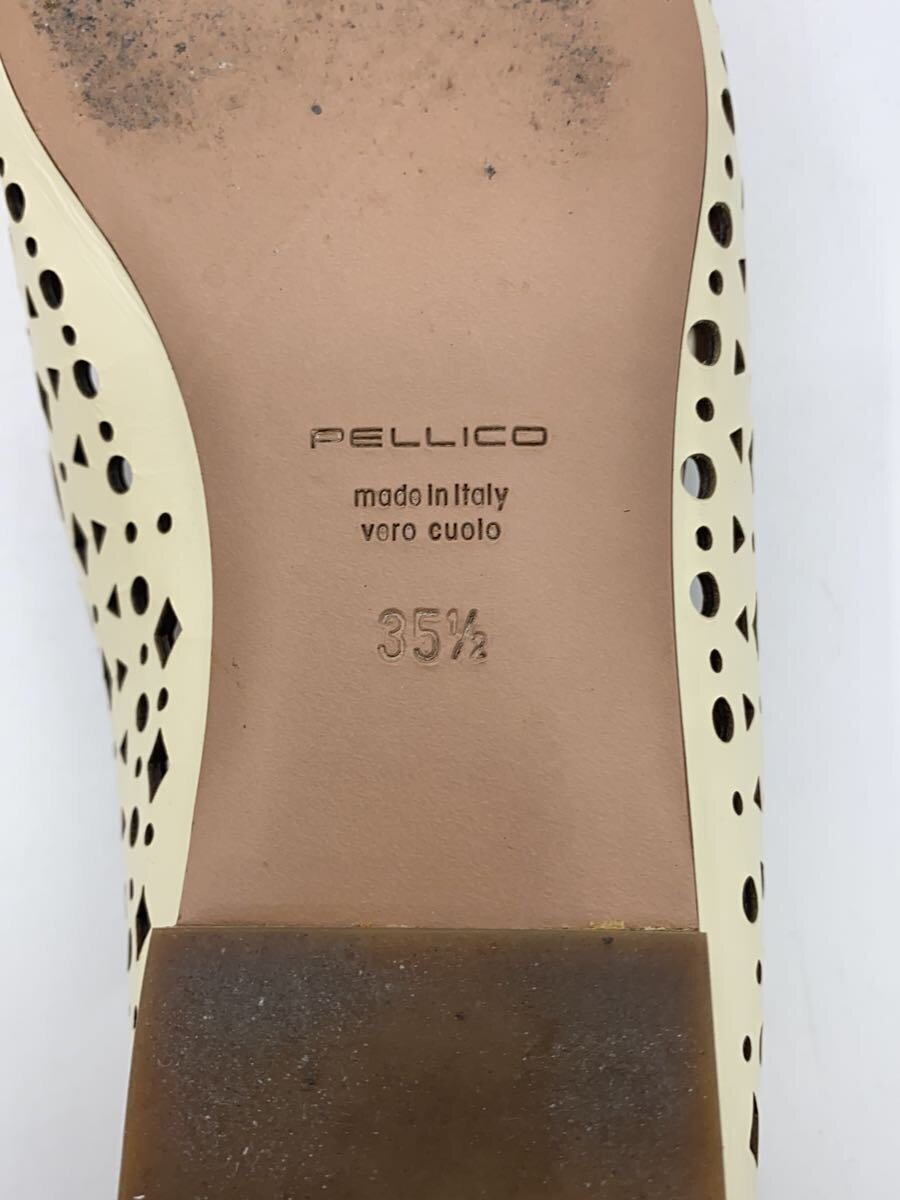 PELLICO
made in Italy
vero cuoio
35½